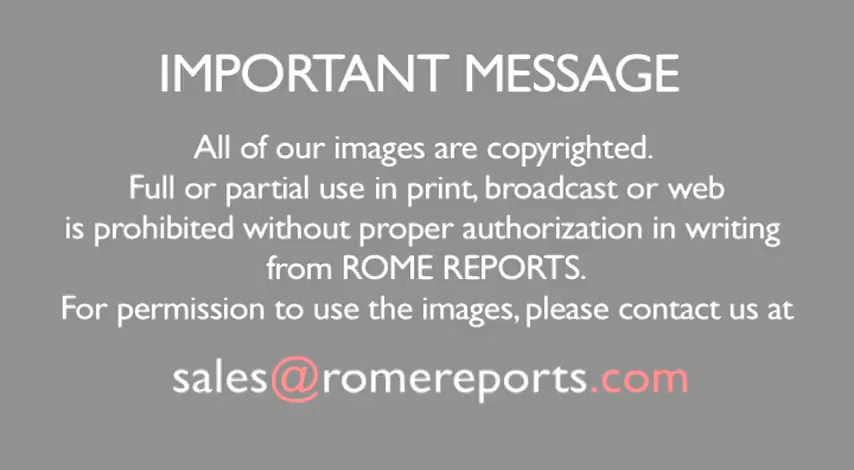 IMPORTANT MESSAGE
All of our images are copyrighted.
Full or partial use in print, broadcast or web
is prohibited without proper authorization in writing
from ROME REPORTS.
For permission to use the images, please contact us at
sales@romereports.com